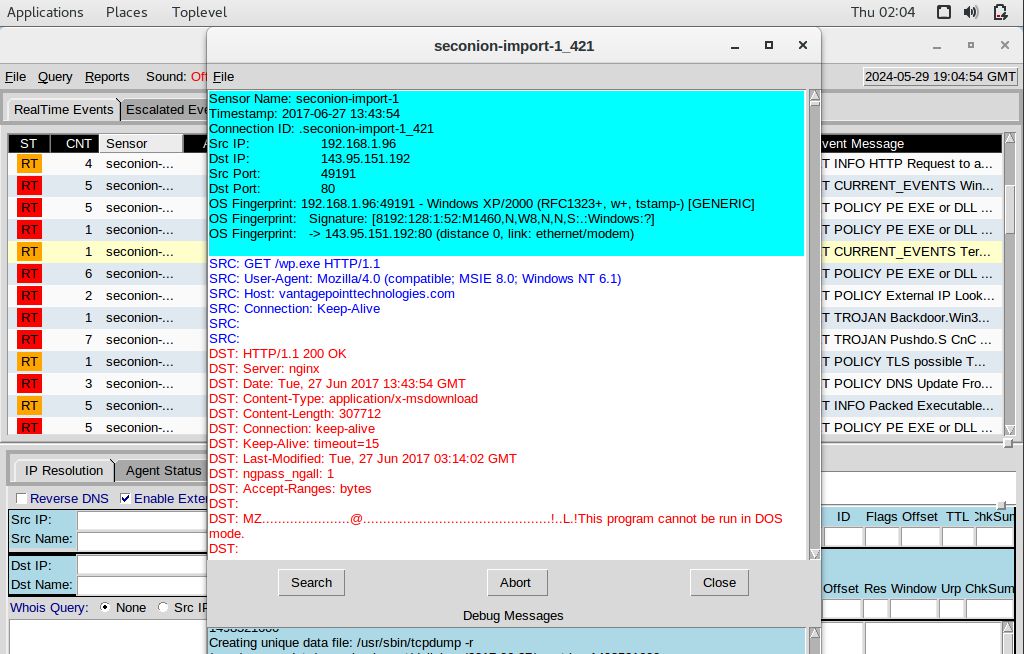 Applications Places Toplevel Thu 02:04
seconion-import-1_421
File Query Reports Sound: Off File 2024-05-29 19:04:54 GMT
RealTime Events Escalated Eve
Sensor Name: seconion-import-1
Timestamp: 2017-06-27 13:43:54
Connection ID: .seconion-import-1_421
Src IP: 192.168.1.96
Dst IP: 143.95.151.192
Src Port: 49191
Dst Port: 80
OS Fingerprint: 192.168.1.96:49191 - Windows XP/2000 (RFC1323+, w+, tstamp-) [GENERIC]
OS Fingerprint: Signature: [8192:128:1:52:M1460,N,W8,N,N,S:.:Windows:?]
OS Fingerprint: -> 143.95.151.192:80 (distance 0, link: ethernet/modem)
SRC: GET /wp.exe HTTP/1.1
SRC: User-Agent: Mozilla/4.0 (compatible; MSIE 8.0; Windows NT 6.1)
SRC: Host: vantagepointtechnologies.com
SRC: Connection: Keep-Alive
SRC:
SRC:
DST: HTTP/1.1 200 OK
DST: Server: nginx
DST: Date: Tue, 27 Jun 2017 13:43:54 GMT
DST: Content-Type: application/x-msdownload
DST: Content-Length: 307712
DST: Connection: keep-alive
DST: Keep-Alive: timeout=15
DST: Last-Modified: Tue, 27 Jun 2017 03:14:02 GMT
DST: ngpass_ngall: 1
DST: Accept-Ranges: bytes
DST:
DST: MZ......................@...............................................!..L.!This program cannot be run in DOS
mode.
DST:
Search Abort Close
Debug Messages
Creating unique data file: /usr/sbin/tcpdump -r
ST CNT Sensor vent Message
RT 4 seconion-... T INFO HTTP Request to a...
RT 5 seconion-... T CURRENT_EVENTS Win...
RT 5 seconion-... T POLICY PE EXE or DLL ...
RT 1 seconion-... T POLICY PE EXE or DLL ...
RT 1 seconion-... T CURRENT_EVENTS Ter...
RT 6 seconion-... T POLICY PE EXE or DLL ...
RT 2 seconion-... T POLICY External IP Look...
RT 1 seconion-... T TROJAN Backdoor.Win3...
RT 7 seconion-... T TROJAN Pushdo.S CnC ...
RT 1 seconion-... T POLICY TLS possible T...
RT 3 seconion-... T POLICY DNS Update Fro...
RT 5 seconion-... T INFO Packed Executable...
RT 5 seconion-... T POLICY PE EXE or DLL ...
IP Resolution Agent Status
Reverse DNS Enable Exter
Src IP:
Src Name:
Dst IP:
Dst Name:
Whois Query: None Src IP
ID Flags Offset TTL ChkSum
Offset Res Window Urp ChkSum